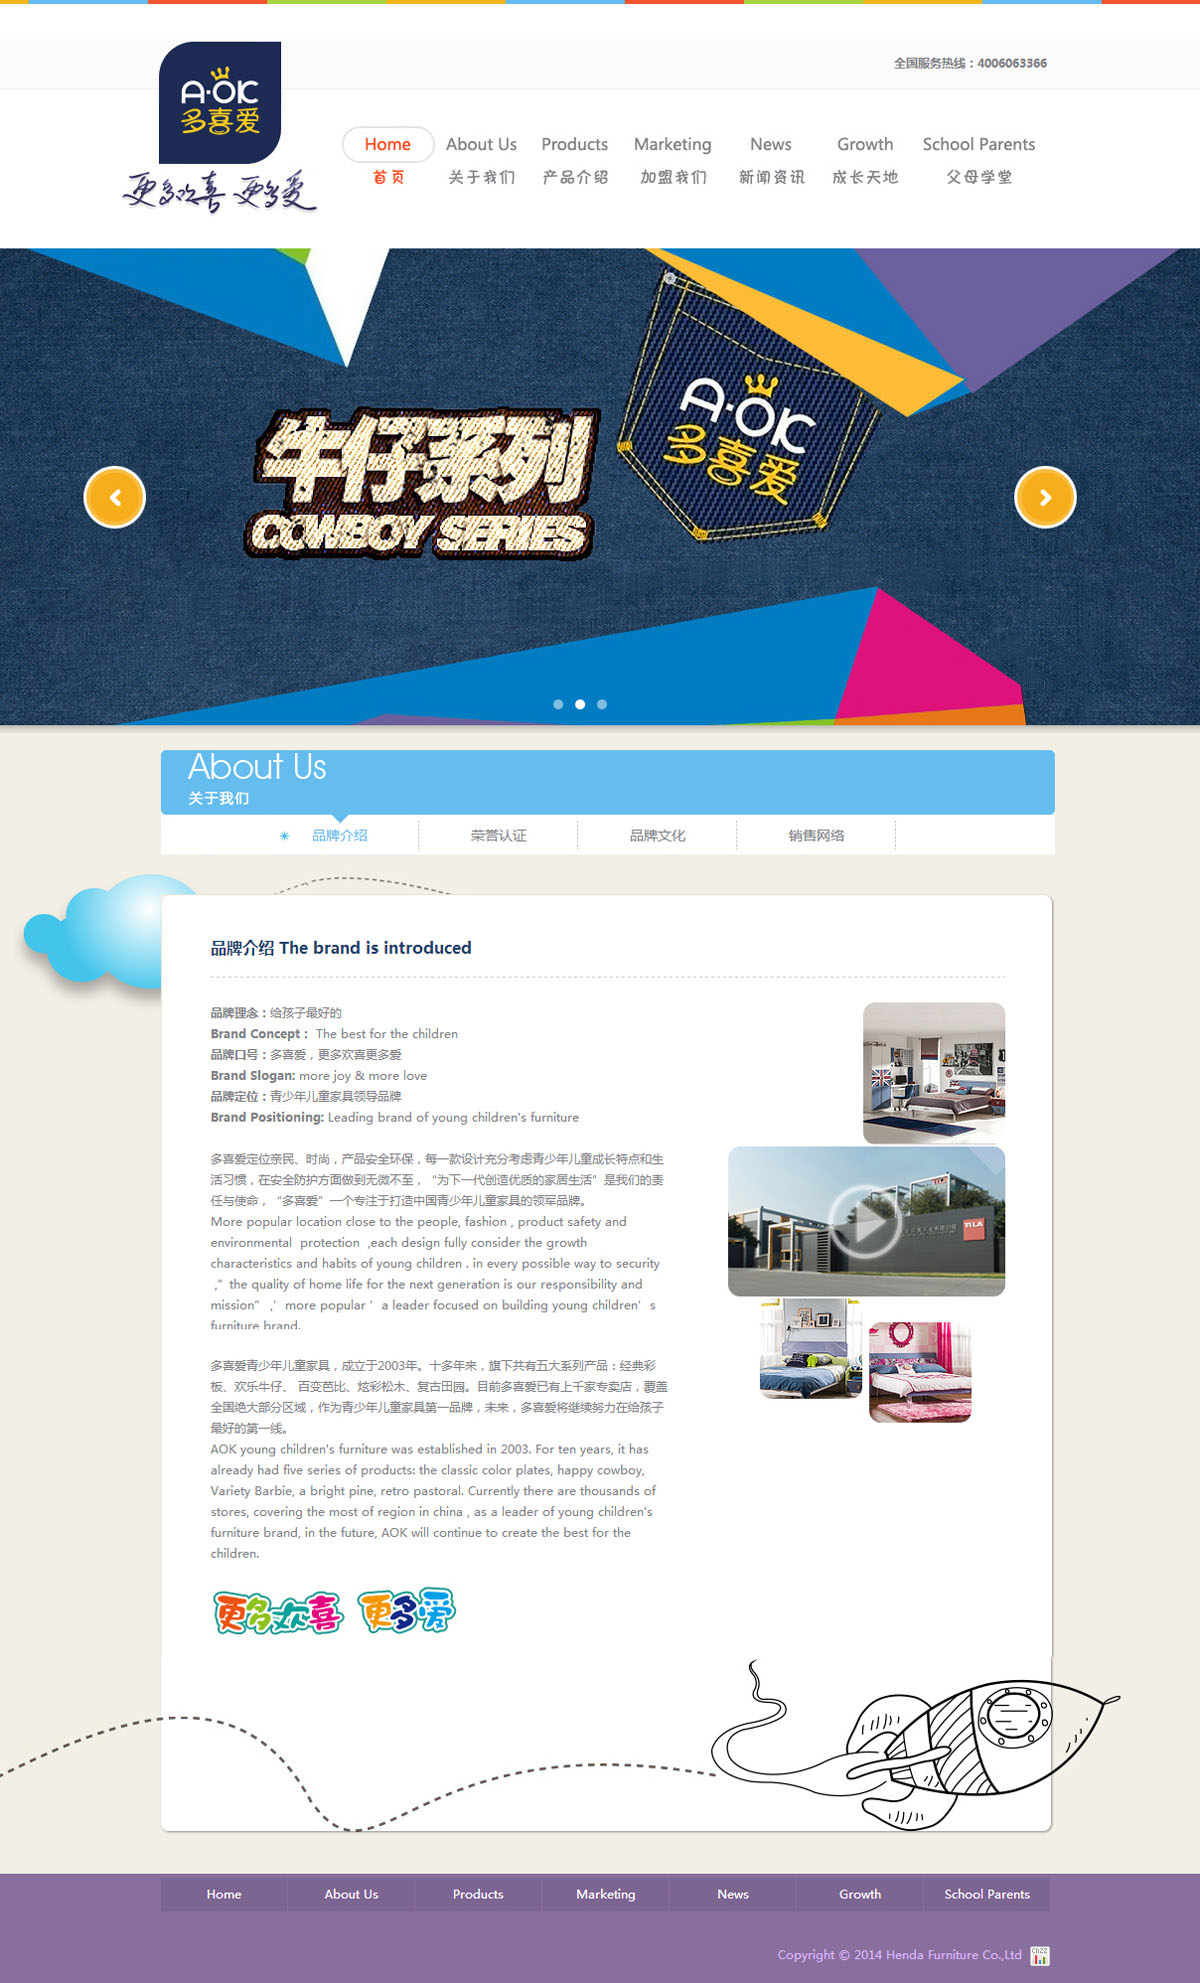 全国服务热线：4006063366
A·OK
多喜爱
更多欢喜 更多爱
Home About Us Products Marketing News Growth School Parents
首页 关于我们 产品介绍 加盟我们 新闻资讯 成长天地 父母学堂
A·OK
多喜爱
牛仔系列
COWBOY SERIES
About Us
关于我们
品牌介绍 荣誉认证 品牌文化 销售网络
品牌介绍 The brand is introduced
品牌理念：给孩子最好的
Brand Concept： The best for the children
品牌口号：多喜爱，更多欢喜更多爱
Brand Slogan: more joy & more love
品牌定位：青少年儿童家具领导品牌
Brand Positioning: Leading brand of young children's furniture
多喜爱定位亲民、时尚，产品安全环保，每一款设计充分考虑青少年儿童成长特点和生
活习惯，在安全防护方面做到无微不至，“为下一代创造优质的家居生活”是我们的责
任与使命，“多喜爱”一个专注于打造中国青少年儿童家具的领军品牌。
More popular location close to the people, fashion , product safety and
environmental protection ,each design fully consider the growth
characteristics and habits of young children . in every possible way to security
,” the quality of home life for the next generation is our responsibility and
mission” ,’ more popular ’ a leader focused on building young children’s
furniture brand.
TILA
多喜爱青少年儿童家具，成立于2003年。十多年来，旗下共有五大系列产品：经典彩
板、欢乐牛仔、 百变芭比、炫彩松木、复古田园。目前多喜爱已有上千家专卖店，覆盖
全国绝大部分区域，作为青少年儿童家具第一品牌，未来，多喜爱将继续努力在给孩子
最好的第一线。
AOK young children's furniture was established in 2003. For ten years, it has
already had five series of products: the classic color plates, happy cowboy,
Variety Barbie, a bright pine, retro pastoral. Currently there are thousands of
stores, covering the most of region in china , as a leader of young children's
furniture brand, in the future, AOK will continue to create the best for the
children.
更多欢喜 更多爱
Home About Us Products Marketing News Growth School Parents
Copyright © 2014 Henda Furniture Co.,Ltd
CNZZ